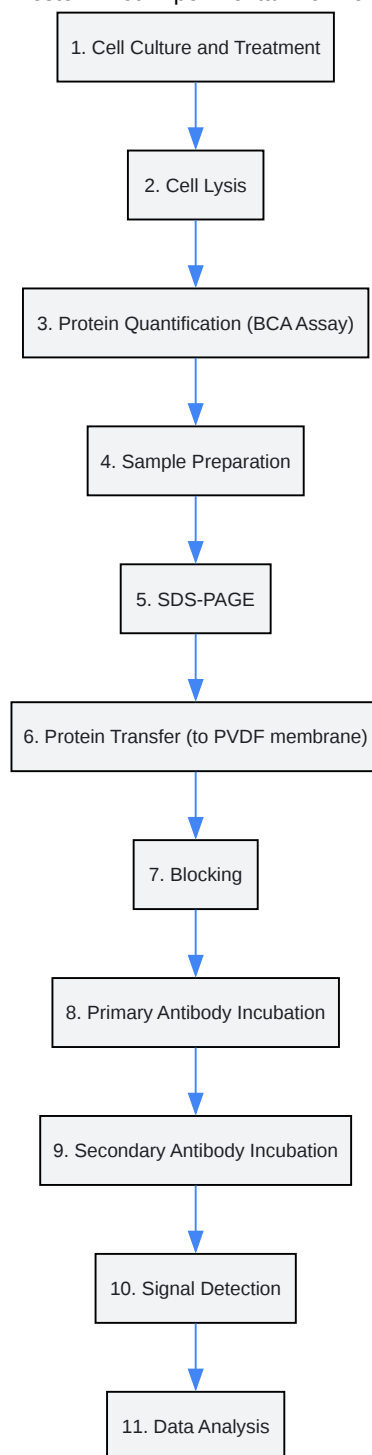 1. Cell Culture and Treatment
2. Cell Lysis
3. Protein Quantification (BCA Assay)
4. Sample Preparation
5. SDS-PAGE
6. Protein Transfer (to PVDF membrane)
7. Blocking
8. Primary Antibody Incubation
9. Secondary Antibody Incubation
10. Signal Detection
11. Data Analysis